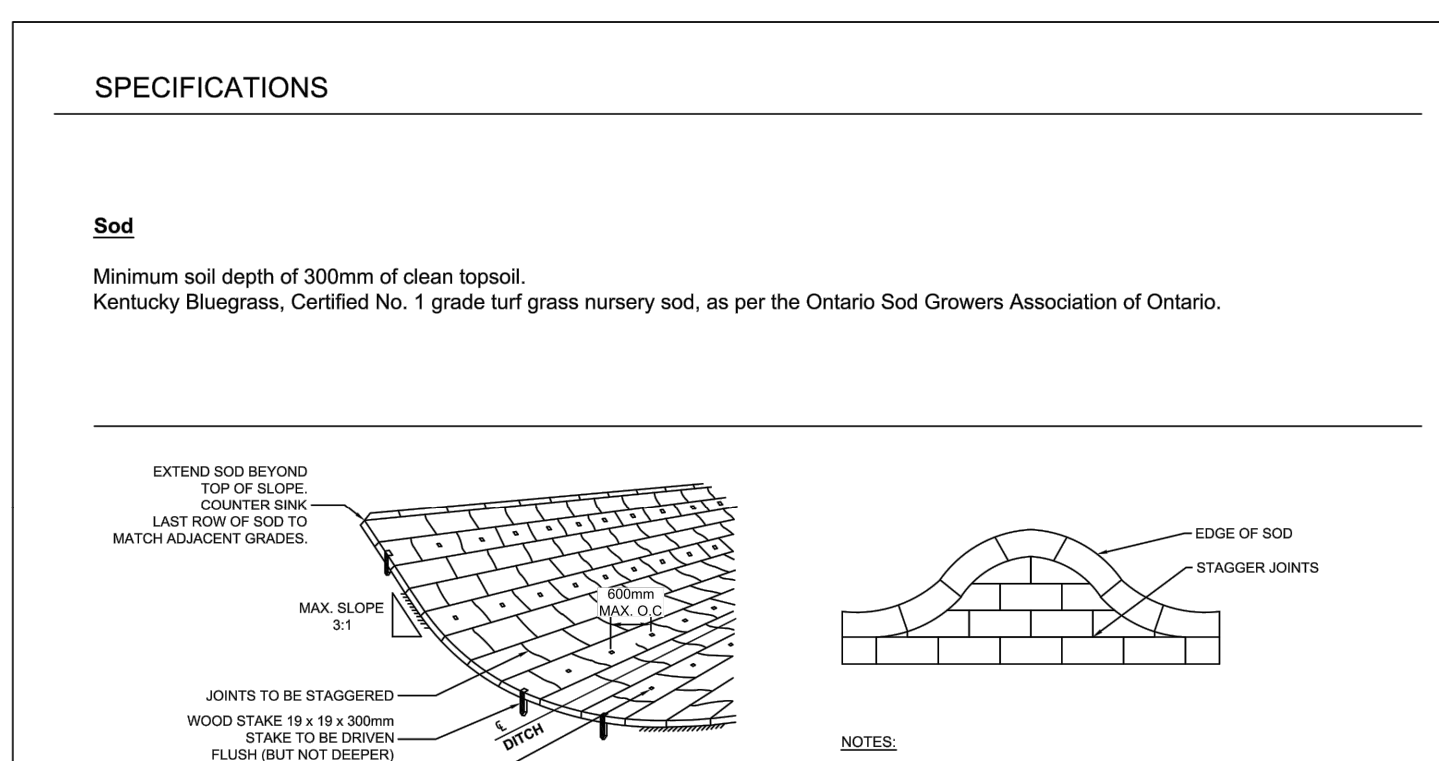 SPECIFICATIONS
Sod
Minimum soil depth of 300mm of clean topsoil.
Kentucky Bluegrass, Certified No. 1 grade turf grass nursery sod, as per the Ontario Sod Growers Association of Ontario.
EXTEND SOD BEYOND
TOP OF SLOPE.
COUNTER SINK
LAST ROW OF SOD TO
MATCH ADJACENT GRADES.
600mm
MAX. O.C
MAX. SLOPE
3:1
JOINTS TO BE STAGGERED
WOOD STAKE 19 x 19 x 300mm
STAKE TO BE DRIVEN
FLUSH (BUT NOT DEEPER)
℄
DITCH
EDGE OF SOD
STAGGER JOINTS
NOTES: